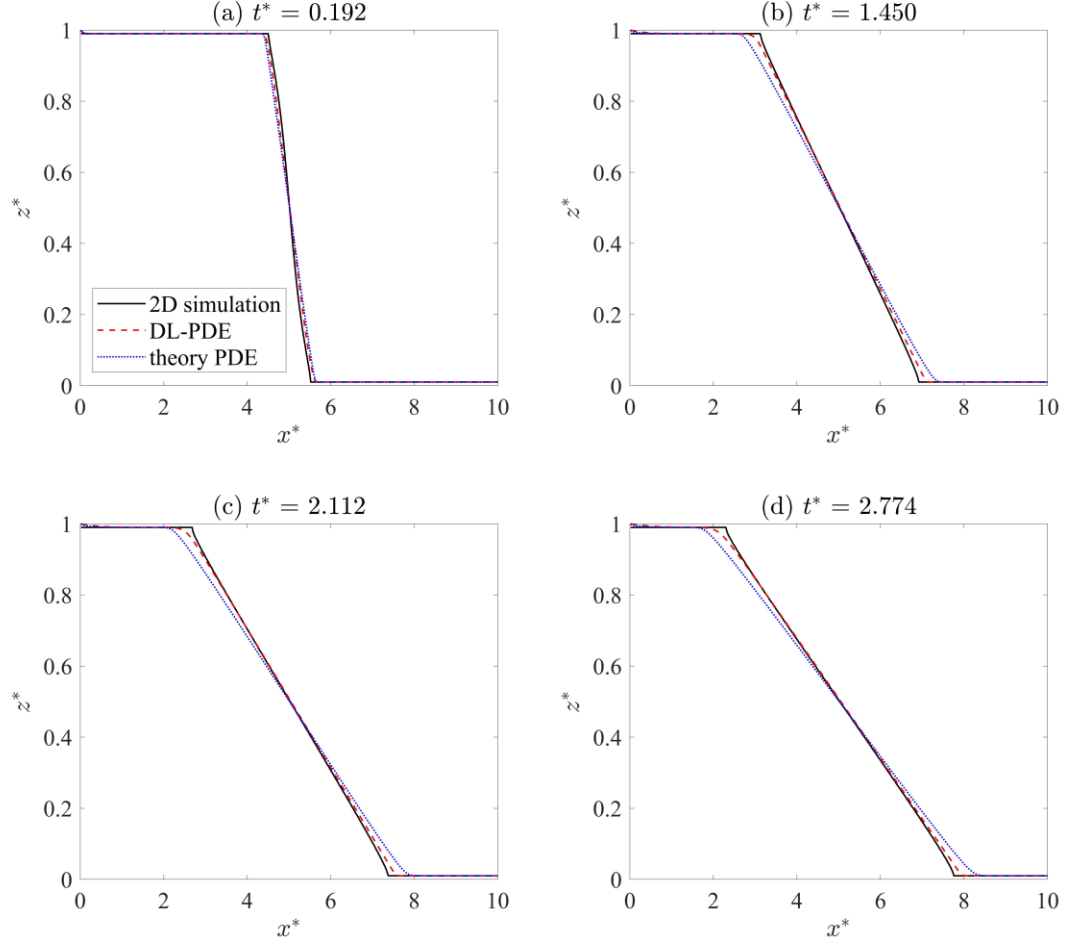 (a) t* = 0.192
1
0.8
0.6
z*
0.4
0.2
0
2D simulation
DL-PDE
theory PDE
0 2 4 6 8 10
x*
(b) t* = 1.450
1
0.8
0.6
z*
0.4
0.2
0
0 2 4 6 8 10
x*
(c) t* = 2.112
1
0.8
0.6
z*
0.4
0.2
0
0 2 4 6 8 10
x*
(d) t* = 2.774
1
0.8
0.6
z*
0.4
0.2
0
0 2 4 6 8 10
x*